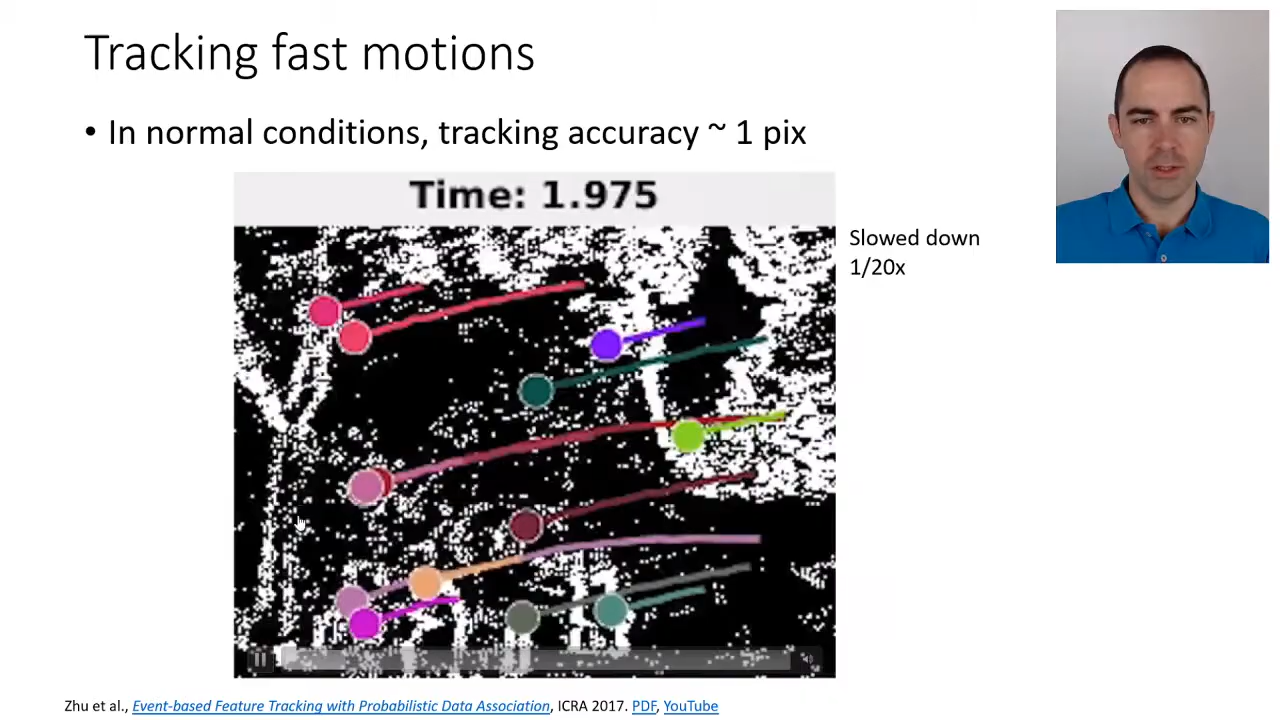 Tracking fast motions
• In normal conditions, tracking accuracy ~ 1 pix
Time: 1.975
Slowed down
1/20x
Zhu et al., Event-based Feature Tracking with Probabilistic Data Association, ICRA 2017. PDF, YouTube